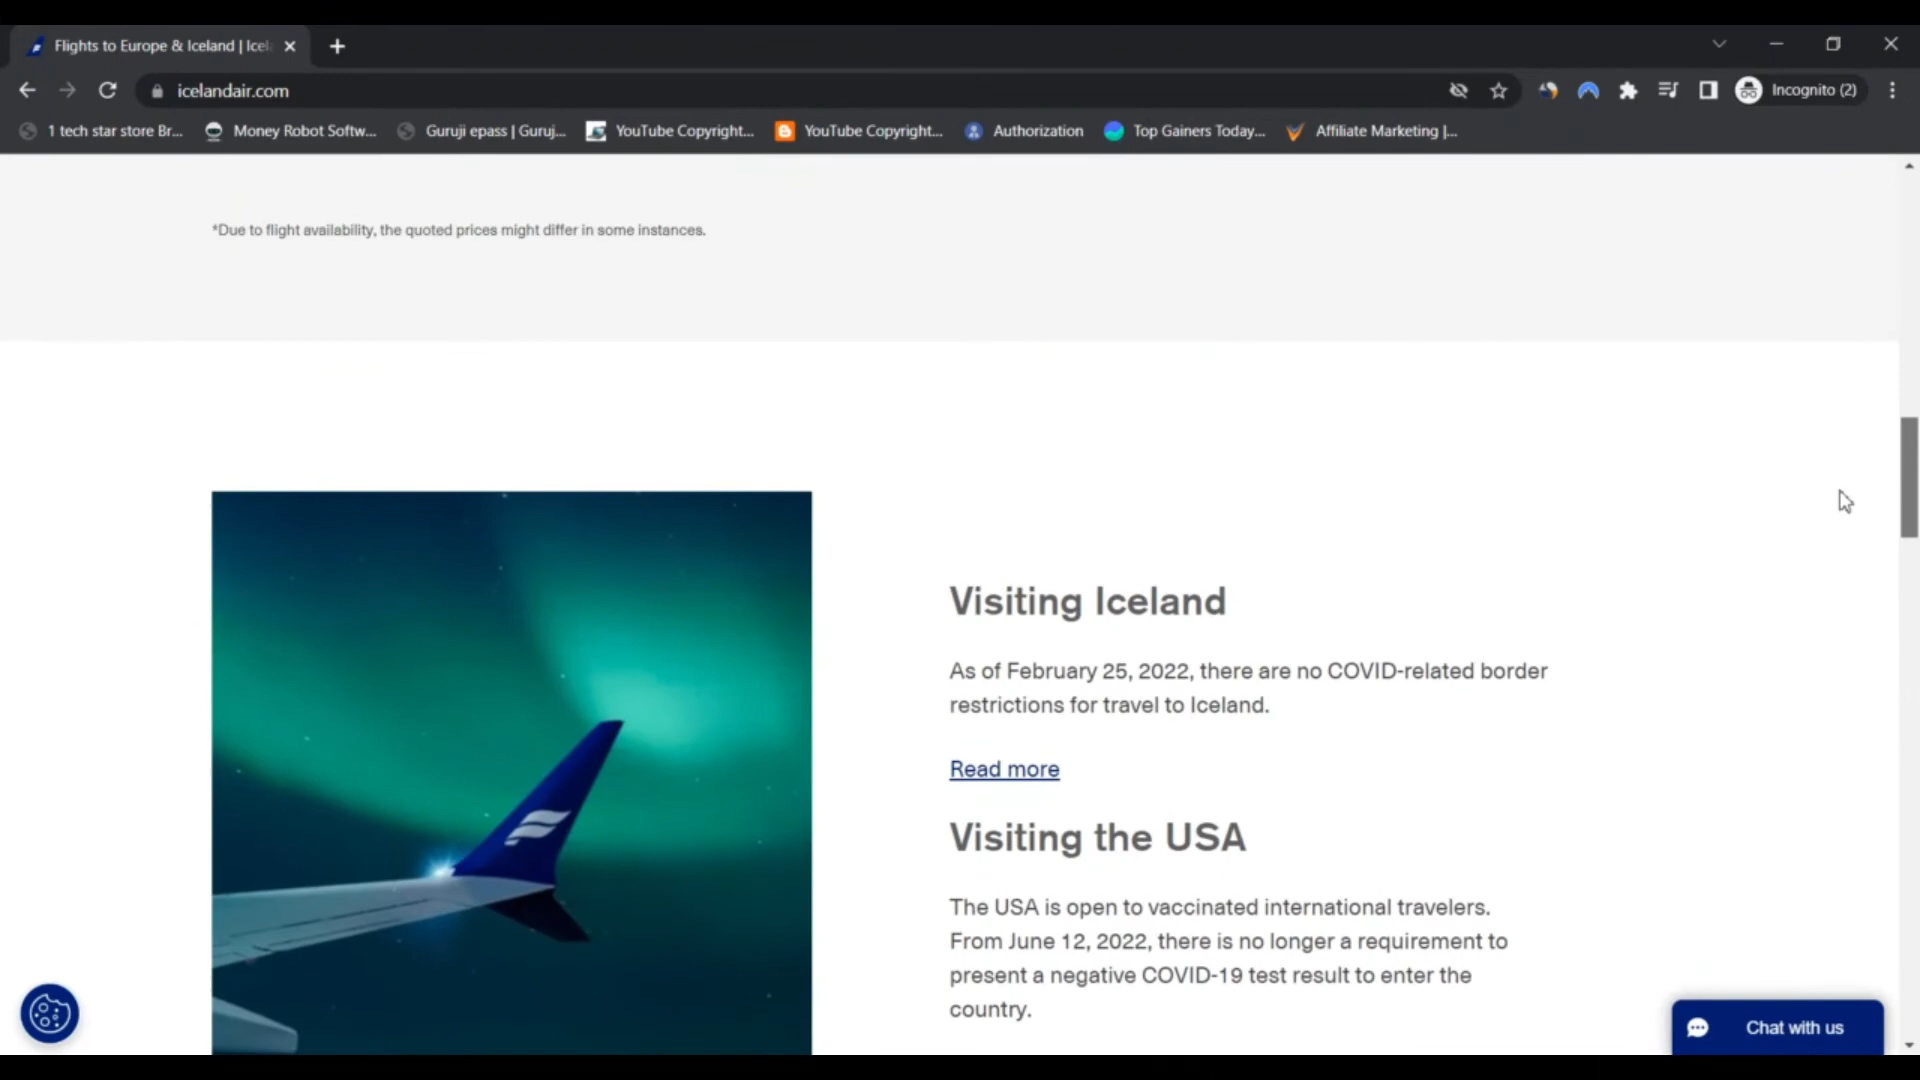 Flights to Europe & Iceland | Icel
icelandair.com
Incognito (2)
1 tech star store Br...
Money Robot Softw...
Guruji epass | Guruj...
YouTube Copyright...
YouTube Copyright...
Authorization
Top Gainers Today...
Affiliate Marketing |...
*Due to flight availability, the quoted prices might differ in some instances.
Visiting Iceland
As of February 25, 2022, there are no COVID-related border
restrictions for travel to Iceland.
Read more
Visiting the USA
The USA is open to vaccinated international travelers.
From June 12, 2022, there is no longer a requirement to
present a negative COVID-19 test result to enter the
country.
Chat with us